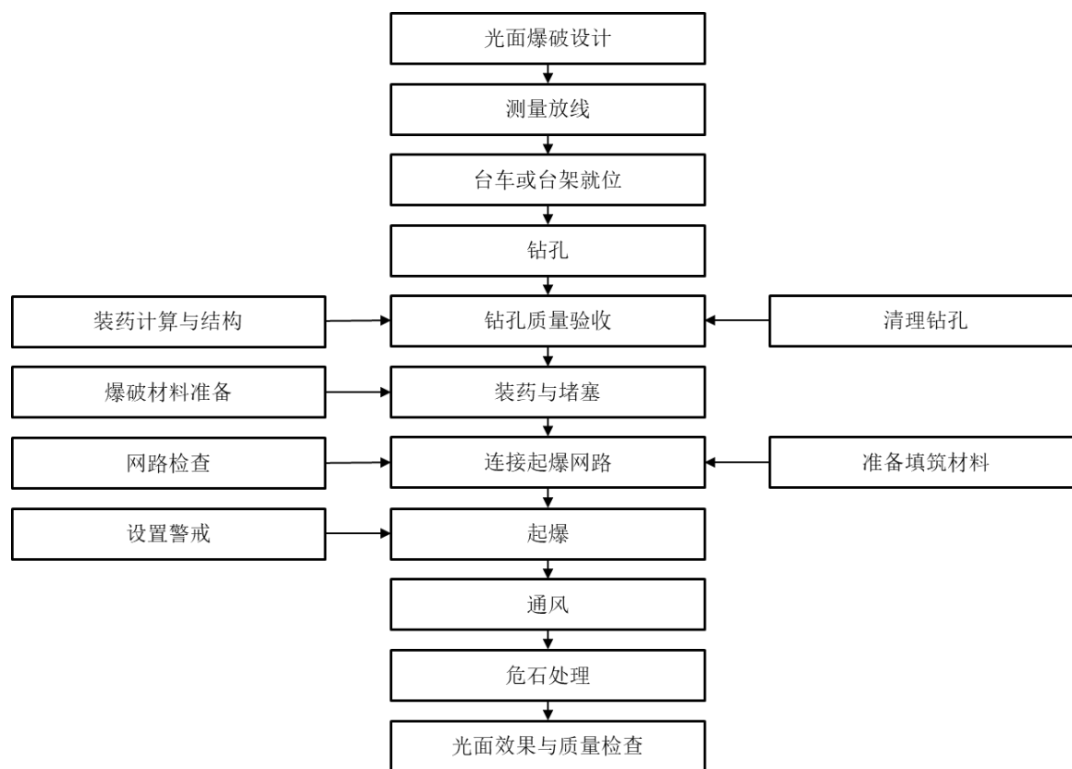 光面爆破设计
测量放线
台车或台架就位
钻孔
装药计算与结构
钻孔质量验收
清理钻孔
爆破材料准备
装药与堵塞
网路检查
连接起爆网路
准备填筑材料
设置警戒
起爆
通风
危石处理
光面效果与质量检查